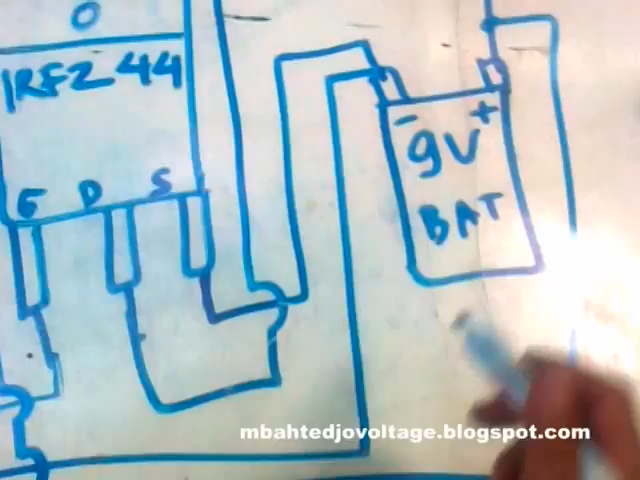 IRFZ44
G D S
- +
9V
BAT
mbahtedjovoltage.blogspot.com